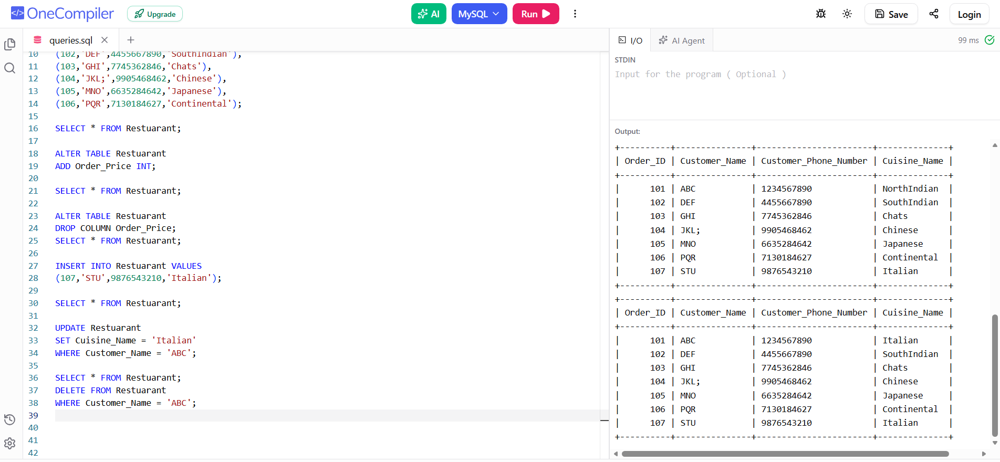 </> OneCompiler
Upgrade
AI
MySQL
Run
Save
Login
queries.sql
I/O
AI Agent
99 ms
10 (102,'DEF',4455667890,'SouthIndian'),
11 (103,'GHI',7745362846,'Chats'),
12 (104,'JKL;',9905468462,'Chinese'),
13 (105,'MNO',6635284642,'Japanese'),
14 (106,'PQR',7130184627,'Continental');
15
16 SELECT * FROM Restuarant;
17
18 ALTER TABLE Restuarant
19 ADD Order_Price INT;
20
21 SELECT * FROM Restuarant;
22
23 ALTER TABLE Restuarant
24 DROP COLUMN Order_Price;
25 SELECT * FROM Restuarant;
26
27 INSERT INTO Restuarant VALUES
28 (107,'STU',9876543210,'Italian');
29
30 SELECT * FROM Restuarant;
31
32 UPDATE Restuarant
33 SET Cuisine_Name = 'Italian'
34 WHERE Customer_Name = 'ABC';
35
36 SELECT * FROM Restuarant;
37 DELETE FROM Restuarant
38 WHERE Customer_Name = 'ABC';
39
40
41
42
STDIN
Input for the program ( Optional )
Output:
+----------+---------------+-----------------------+--------------+
| Order_ID | Customer_Name | Customer_Phone_Number | Cuisine_Name |
+----------+---------------+-----------------------+--------------+
|      101 | ABC           | 1234567890            | NorthIndian  |
|      102 | DEF           | 4455667890            | SouthIndian  |
|      103 | GHI           | 7745362846            | Chats        |
|      104 | JKL;          | 9905468462            | Chinese      |
|      105 | MNO           | 6635284642            | Japanese     |
|      106 | PQR           | 7130184627            | Continental  |
|      107 | STU           | 9876543210            | Italian      |
+----------+---------------+-----------------------+--------------+
+----------+---------------+-----------------------+--------------+
| Order_ID | Customer_Name | Customer_Phone_Number | Cuisine_Name |
+----------+---------------+-----------------------+--------------+
|      101 | ABC           | 1234567890            | Italian      |
|      102 | DEF           | 4455667890            | SouthIndian  |
|      103 | GHI           | 7745362846            | Chats        |
|      104 | JKL;          | 9905468462            | Chinese      |
|      105 | MNO           | 6635284642            | Japanese     |
|      106 | PQR           | 7130184627            | Continental  |
|      107 | STU           | 9876543210            | Italian      |
+----------+---------------+-----------------------+--------------+